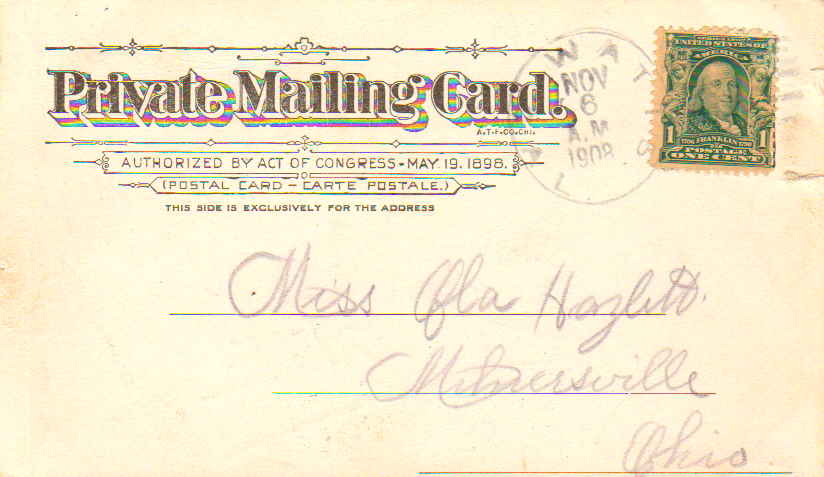 Private Mailing Card.
A.T.F.CO.CHI.
AUTHORIZED BY ACT OF CONGRESS - MAY. 19. 1898.
(POSTAL CARD - CARTE POSTALE.)
THIS SIDE IS EXCLUSIVELY FOR THE ADDRESS
NOV
6
A.M
1908
UNITED STATES OF
AMERICA
1 FRANKLIN 1
POSTAGE
ONE CENT
Miss Ola Hazlett.
Milnersville
Ohio.